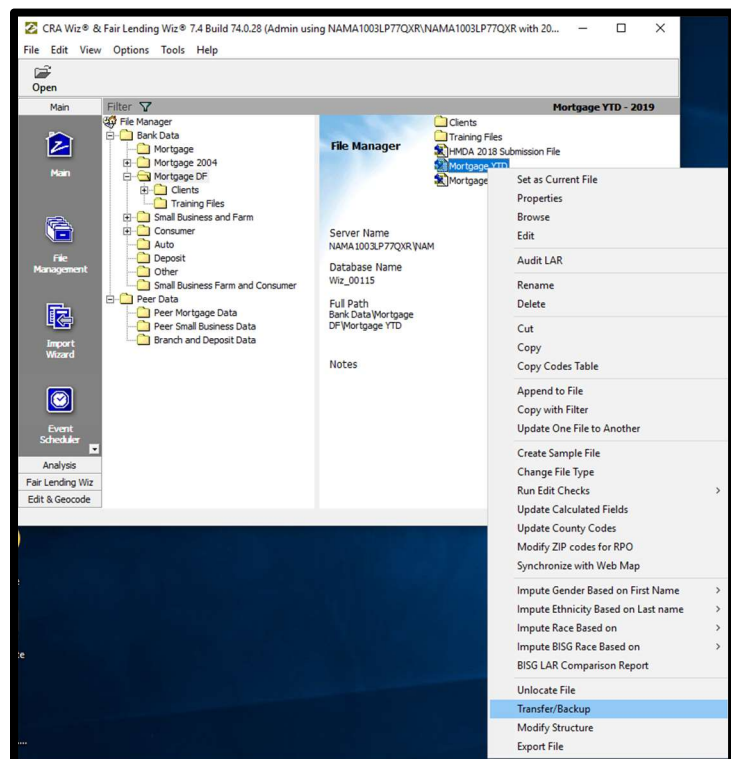 CRA Wiz® & Fair Lending Wiz® 7.4 Build 74.0.28 (Admin using NAMA1003LP77QXR\NAMA1003LP77QXR with 20...
File Edit View Options Tools Help
Open
Main
Filter
Mortgage YTD - 2019
Main
File
Management
Import
Wizard
Event
Scheduler
Analysis
Fair Lending Wiz
Edit & Geocode
File Manager
Bank Data
Mortgage
Mortgage 2004
Mortgage DF
Clients
Training Files
Small Business and Farm
Consumer
Auto
Deposit
Other
Small Business Farm and Consumer
Peer Data
Peer Mortgage Data
Peer Small Business Data
Branch and Deposit Data
File Manager
Server Name
NAMA1003LP77QXR\NAM
Database Name
Wiz_00115
Full Path
Bank Data\Mortgage
DF\Mortgage YTD
Notes
Clients
Training Files
HMDA 2018 Submission File
Mortgage YTD
Mortgage
Set as Current File
Properties
Browse
Edit
Audit LAR
Rename
Delete
Cut
Copy
Copy Codes Table
Append to File
Copy with Filter
Update One File to Another
Create Sample File
Change File Type
Run Edit Checks
Update Calculated Fields
Update County Codes
Modify ZIP codes for RPO
Synchronize with Web Map
Impute Gender Based on First Name
Impute Ethnicity Based on Last name
Impute Race Based on
Impute BISG Race Based on
BISG LAR Comparison Report
Unlocate File
Transfer/Backup
Modify Structure
Export File